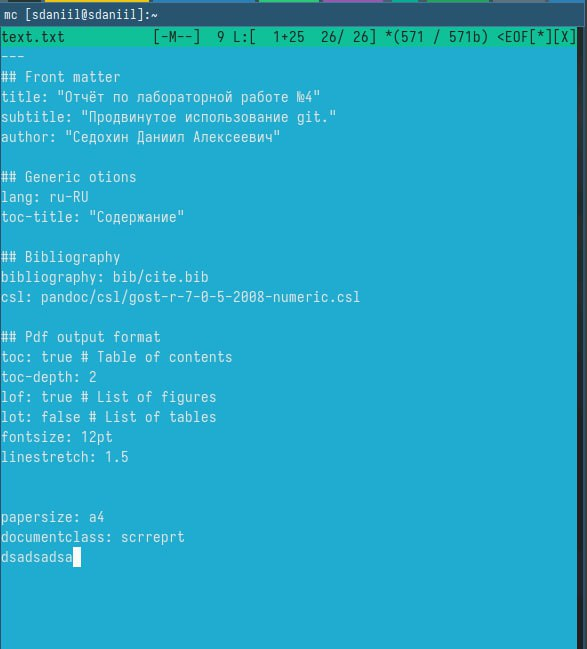 mc [sdaniil@sdaniil]:~
text.txt [-M--] 9 L:[ 1+25 26/ 26] *(571 / 571b) <EOF[*][X]
---
## Front matter
title: "Отчёт по лабораторной работе №4"
subtitle: "Продвинутое использование git."
author: "Седохин Даниил Алексеевич"
## Generic otions
lang: ru-RU
toc-title: "Содержание"
## Bibliography
bibliography: bib/cite.bib
csl: pandoc/csl/gost-r-7-0-5-2008-numeric.csl
## Pdf output format
toc: true # Table of contents
toc-depth: 2
lof: true # List of figures
lot: false # List of tables
fontsize: 12pt
linestretch: 1.5
papersize: a4
documentclass: scrreprt
dsadsadsa